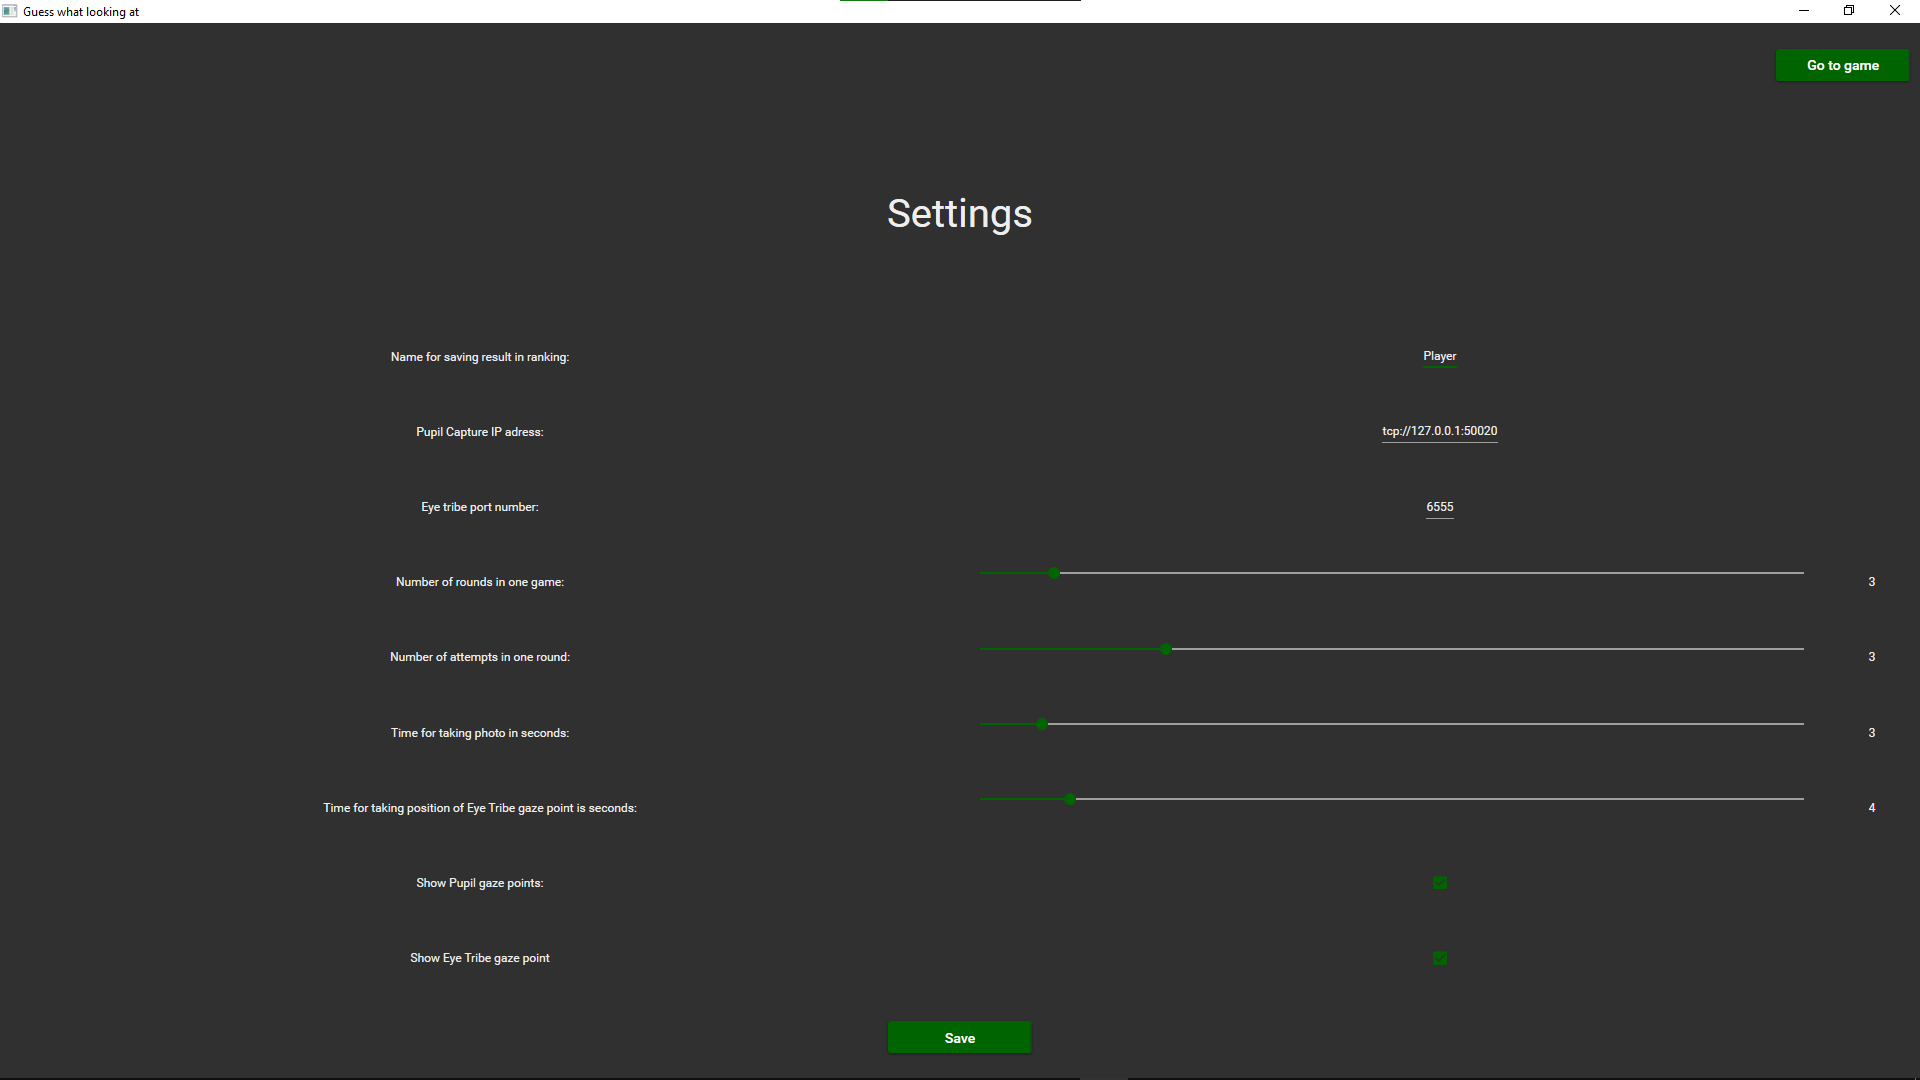 Guess what looking at
Go to game
Settings
Name for saving result in ranking:
Player
Pupil Capture IP adress:
tcp://127.0.0.1:50020
Eye tribe port number:
6555
Number of rounds in one game:
3
Number of attempts in one round:
3
Time for taking photo in seconds:
3
Time for taking position of Eye Tribe gaze point is seconds:
4
Show Pupil gaze points:
Show Eye Tribe gaze point
Save